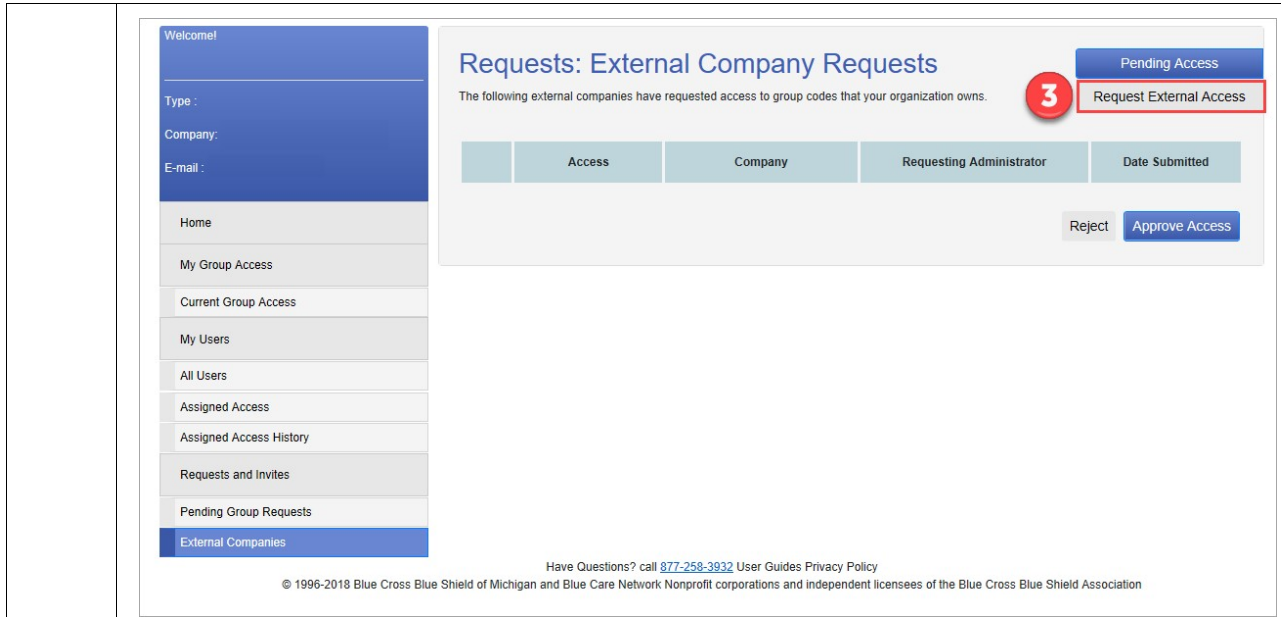 Welcome!
Type :
Company:
E-mail :
Home
My Group Access
Current Group Access
My Users
All Users
Assigned Access
Assigned Access History
Requests and Invites
Pending Group Requests
External Companies
Requests: External Company Requests
The following external companies have requested access to group codes that your organization owns.
Pending Access
3
Request External Access
Access Company Requesting Administrator Date Submitted
Reject Approve Access
Have Questions? call 877-258-3932 User Guides Privacy Policy
© 1996-2018 Blue Cross Blue Shield of Michigan and Blue Care Network Nonprofit corporations and independent licensees of the Blue Cross Blue Shield Association